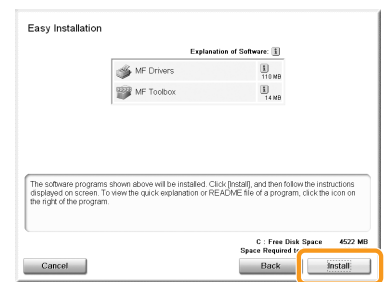 Easy Installation
Explanation of Software: i
MF Drivers
i
110 MB
MF Toolbox
i
14 MB
The software programs shown above will be installed. Click [Install], and then follow the instructions
displayed on screen. To view the quick explanation or README file of a program, click the icon on
the right of the program.
C : Free Disk Space 4522 MB
Space Required
Cancel
Back
Install